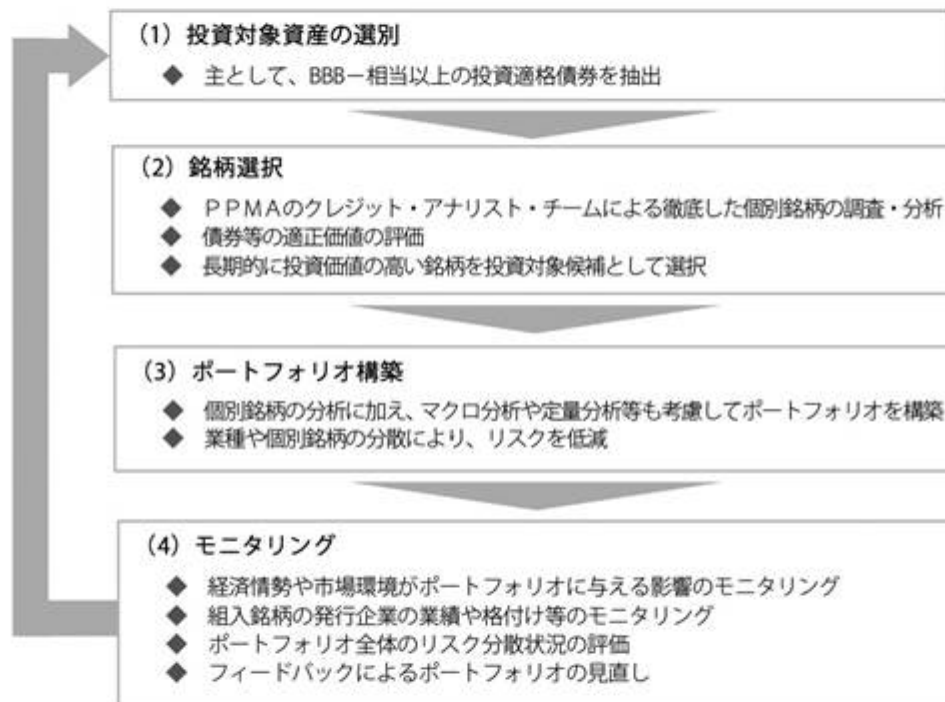 (1) 投資対象資産の選別
◆ 主として、BBB－相当以上の投資適格債券を抽出
(2) 銘柄選択
◆ ＰＰＭＡのクレジット・アナリスト・チームによる徹底した個別銘柄の調査・分析
◆ 債券等の適正価値の評価
◆ 長期的に投資価値の高い銘柄を投資対象候補として選択
(3) ポートフォリオ構築
◆ 個別銘柄の分析に加え、マクロ分析や定量分析等も考慮してポートフォリオを構築
◆ 業種や個別銘柄の分散により、リスクを低減
(4) モニタリング
◆ 経済情勢や市場環境がポートフォリオに与える影響のモニタリング
◆ 組入銘柄の発行企業の業績や格付け等のモニタリング
◆ ポートフォリオ全体のリスク分散状況の評価
◆ フィードバックによるポートフォリオの見直し